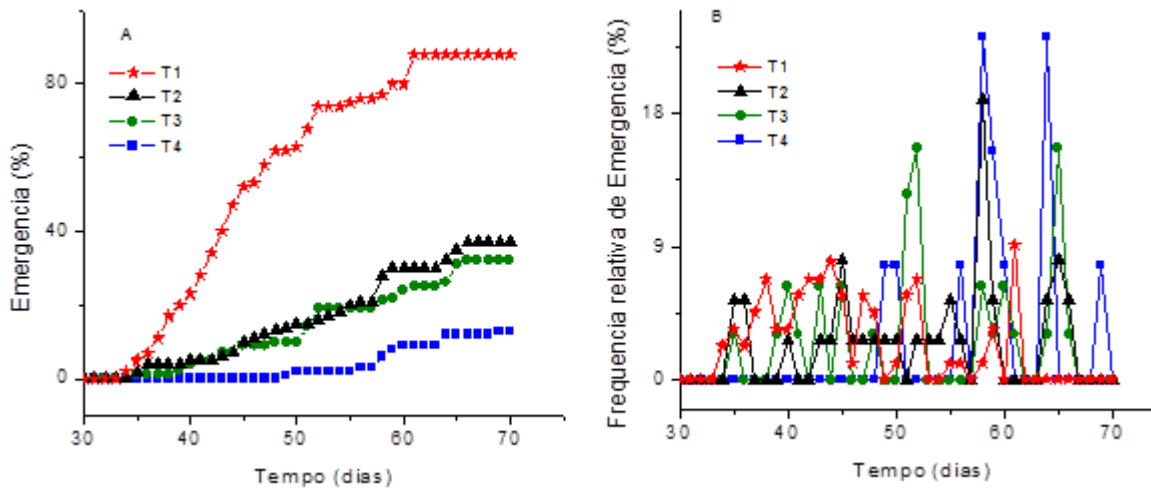 A
T1
T2
T3
T4
Emergencia (%)
80
40
0
30
40
50
60
70
Tempo (dias)
B
T1
T2
T3
T4
Frequencia relativa de Emergencia (%)
18
9
0
30
40
50
60
70
Tempo (dias)